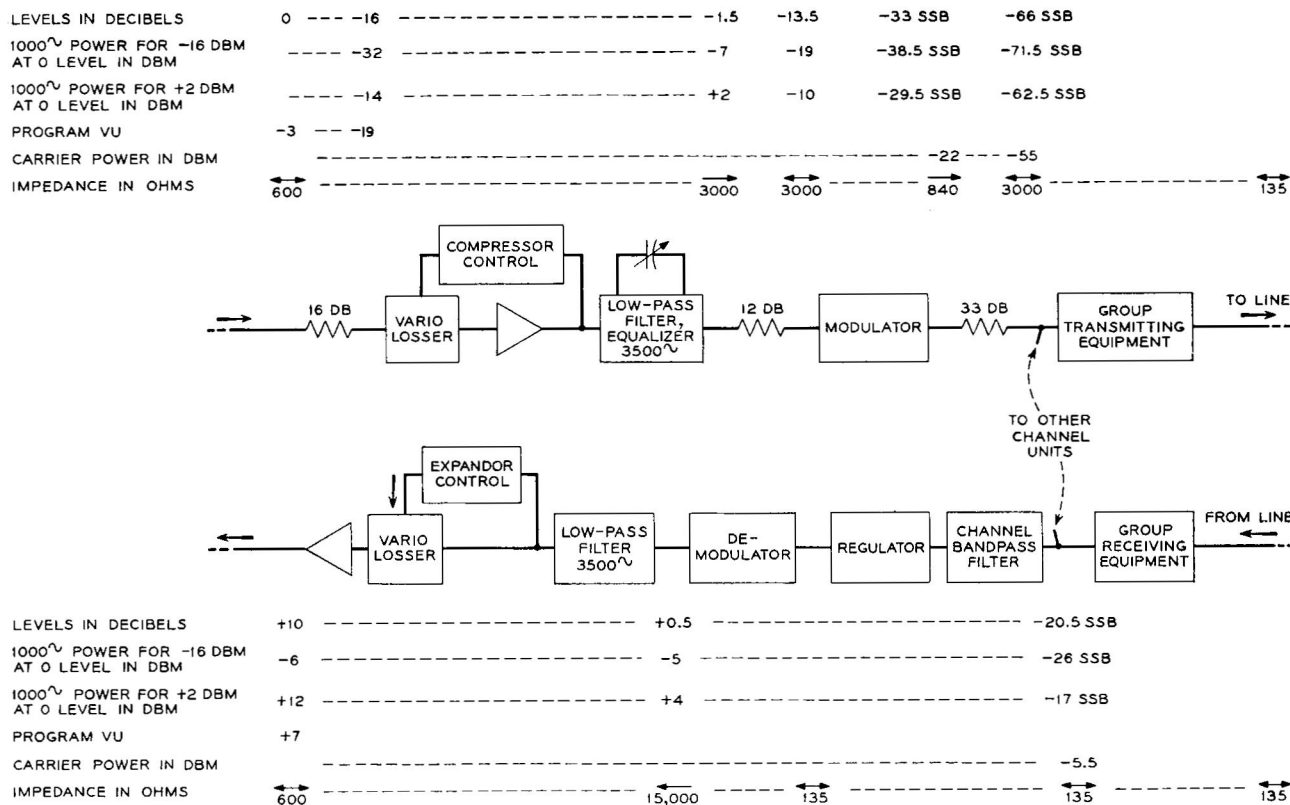 LEVELS IN DECIBELS 0 -16 -1.5 -13.5 -33 SSB -66 SSB
1000~ POWER FOR -16 DBM
AT 0 LEVEL IN DBM -32 -7 -19 -38.5 SSB -71.5 SSB
1000~ POWER FOR +2 DBM
AT 0 LEVEL IN DBM -14 +2 -10 -29.5 SSB -62.5 SSB
PROGRAM VU -3 -19
CARRIER POWER IN DBM -22 -55
IMPEDANCE IN OHMS 600 3000 3000 840 3000 135
COMPRESSOR
CONTROL
16 DB
VARIO
LOSSER
LOW-PASS
FILTER,
EQUALIZER
3500~
12 DB
MODULATOR
33 DB
GROUP
TRANSMITTING
EQUIPMENT
TO LINE
TO OTHER
CHANNEL
UNITS
EXPANDOR
CONTROL
VARIO
LOSSER
LOW-PASS
FILTER
3500~
DE-
MODULATOR
REGULATOR
CHANNEL
BANDPASS
FILTER
GROUP
RECEIVING
EQUIPMENT
FROM LINE
LEVELS IN DECIBELS +10 +0.5 -20.5 SSB
1000~ POWER FOR -16 DBM
AT 0 LEVEL IN DBM -6 -5 -26 SSB
1000~ POWER FOR +2 DBM
AT 0 LEVEL IN DBM +12 +4 -17 SSB
PROGRAM VU +7
CARRIER POWER IN DBM -5.5
IMPEDANCE IN OHMS 600 15,000 135 135 135